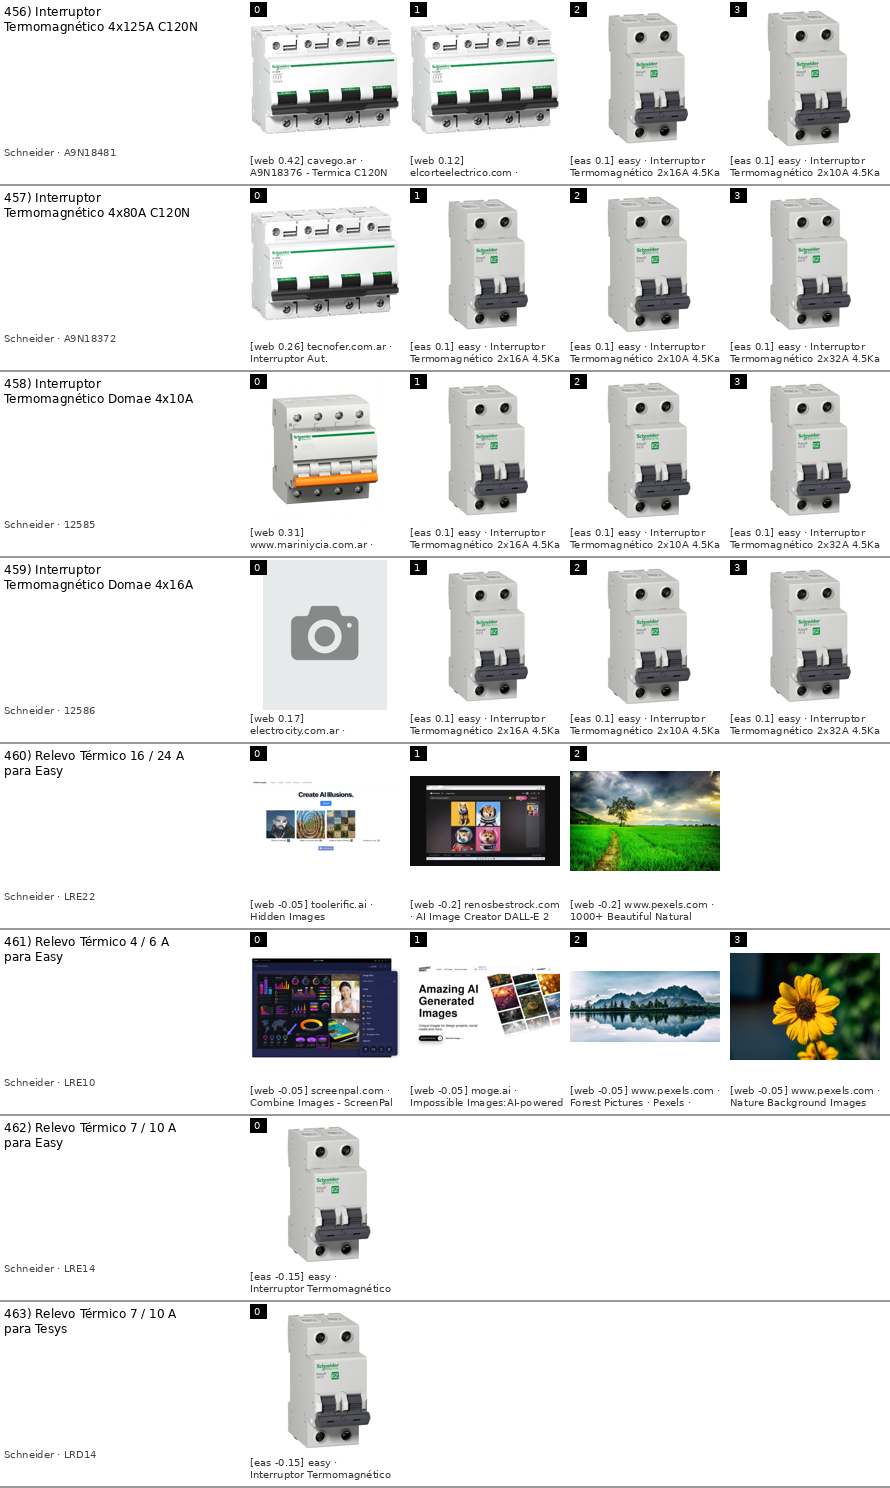 456) Interruptor
Termomagnético 4x125A C120N
Schneider · A9N18481
0
[web 0.42] cavego.ar ·
A9N18376 - Termica C120N
1
[web 0.12]
elcorteelectrico.com ·
2
[eas 0.1] easy · Interruptor
Termomagnético 2x16A 4.5Ka
3
[eas 0.1] easy · Interruptor
Termomagnético 2x10A 4.5Ka
457) Interruptor
Termomagnético 4x80A C120N
Schneider · A9N18372
0
[web 0.26] tecnofer.com.ar ·
Interruptor Aut.
1
[eas 0.1] easy · Interruptor
Termomagnético 2x16A 4.5Ka
2
[eas 0.1] easy · Interruptor
Termomagnético 2x10A 4.5Ka
3
[eas 0.1] easy · Interruptor
Termomagnético 2x32A 4.5Ka
458) Interruptor
Termomagnético Domae 4x10A
Schneider · 12585
0
[web 0.31]
www.mariniycia.com.ar ·
1
[eas 0.1] easy · Interruptor
Termomagnético 2x16A 4.5Ka
2
[eas 0.1] easy · Interruptor
Termomagnético 2x10A 4.5Ka
3
[eas 0.1] easy · Interruptor
Termomagnético 2x32A 4.5Ka
459) Interruptor
Termomagnético Domae 4x16A
Schneider · 12586
0
[web 0.17]
electrocity.com.ar ·
1
[eas 0.1] easy · Interruptor
Termomagnético 2x16A 4.5Ka
2
[eas 0.1] easy · Interruptor
Termomagnético 2x10A 4.5Ka
3
[eas 0.1] easy · Interruptor
Termomagnético 2x32A 4.5Ka
460) Relevo Térmico 16 / 24 A
para Easy
Schneider · LRE22
0
Create AI Illusions.
[web -0.05] toolerific.ai ·
Hidden Images
1
[web -0.2] renosbestrock.com
· AI Image Creator DALL-E 2
2
[web -0.2] www.pexels.com ·
1000+ Beautiful Natural
461) Relevo Térmico 4 / 6 A
para Easy
Schneider · LRE10
0
[web -0.05] screenpal.com ·
Combine Images - ScreenPal
1
Amazing AI
Generated
Images
[web -0.05] moge.ai ·
Impossible Images:AI-powered
2
[web -0.05] www.pexels.com ·
Forest Pictures · Pexels ·
3
[web -0.05] www.pexels.com ·
Nature Background Images
462) Relevo Térmico 7 / 10 A
para Easy
Schneider · LRE14
0
[eas -0.15] easy ·
Interruptor Termomagnético
463) Relevo Térmico 7 / 10 A
para Tesys
Schneider · LRD14
0
[eas -0.15] easy ·
Interruptor Termomagnético